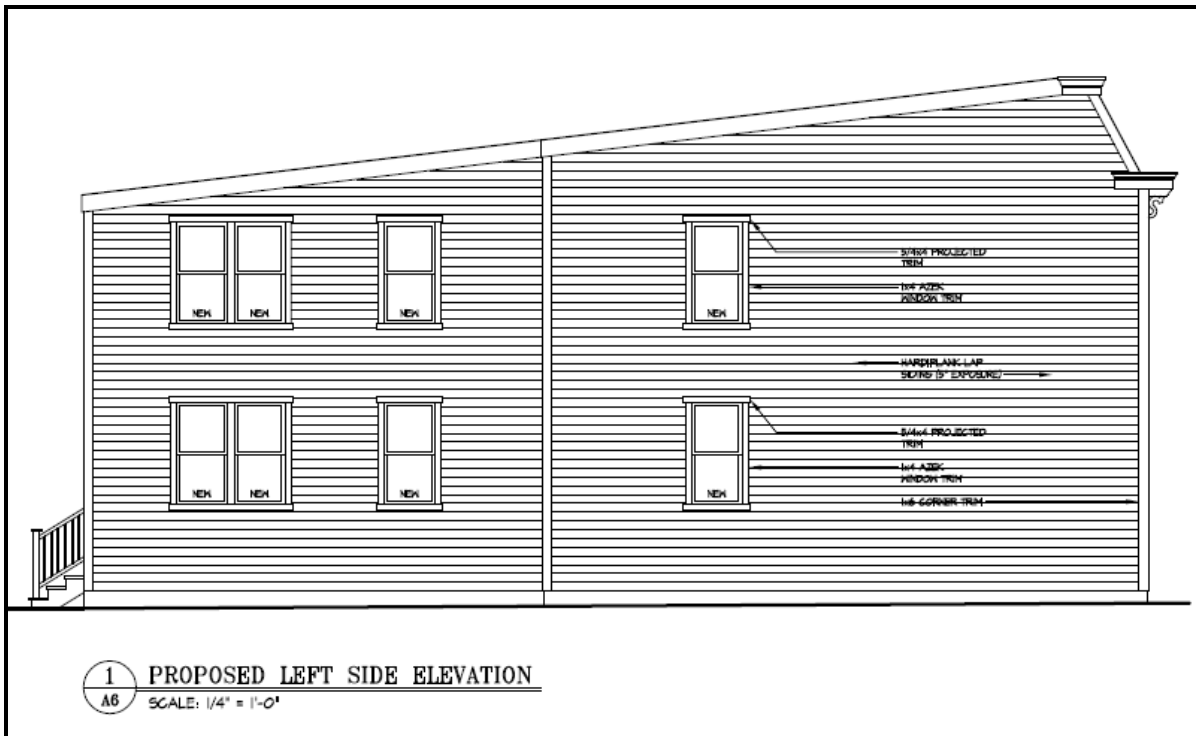 5/4x4 PROJECTED
TRIM
1x4 AZEK
WINDOW TRIM
NEW NEW NEW NEW
HARDIPLANK LAP
SIDING (5" EXPOSURE)
5/4x4 PROJECTED
TRIM
1x4 AZEK
WINDOW TRIM
NEW NEW NEW NEW
1x6 CORNER TRIM
1
A6
PROPOSED LEFT SIDE ELEVATION
SCALE: 1/4" = 1'-0"